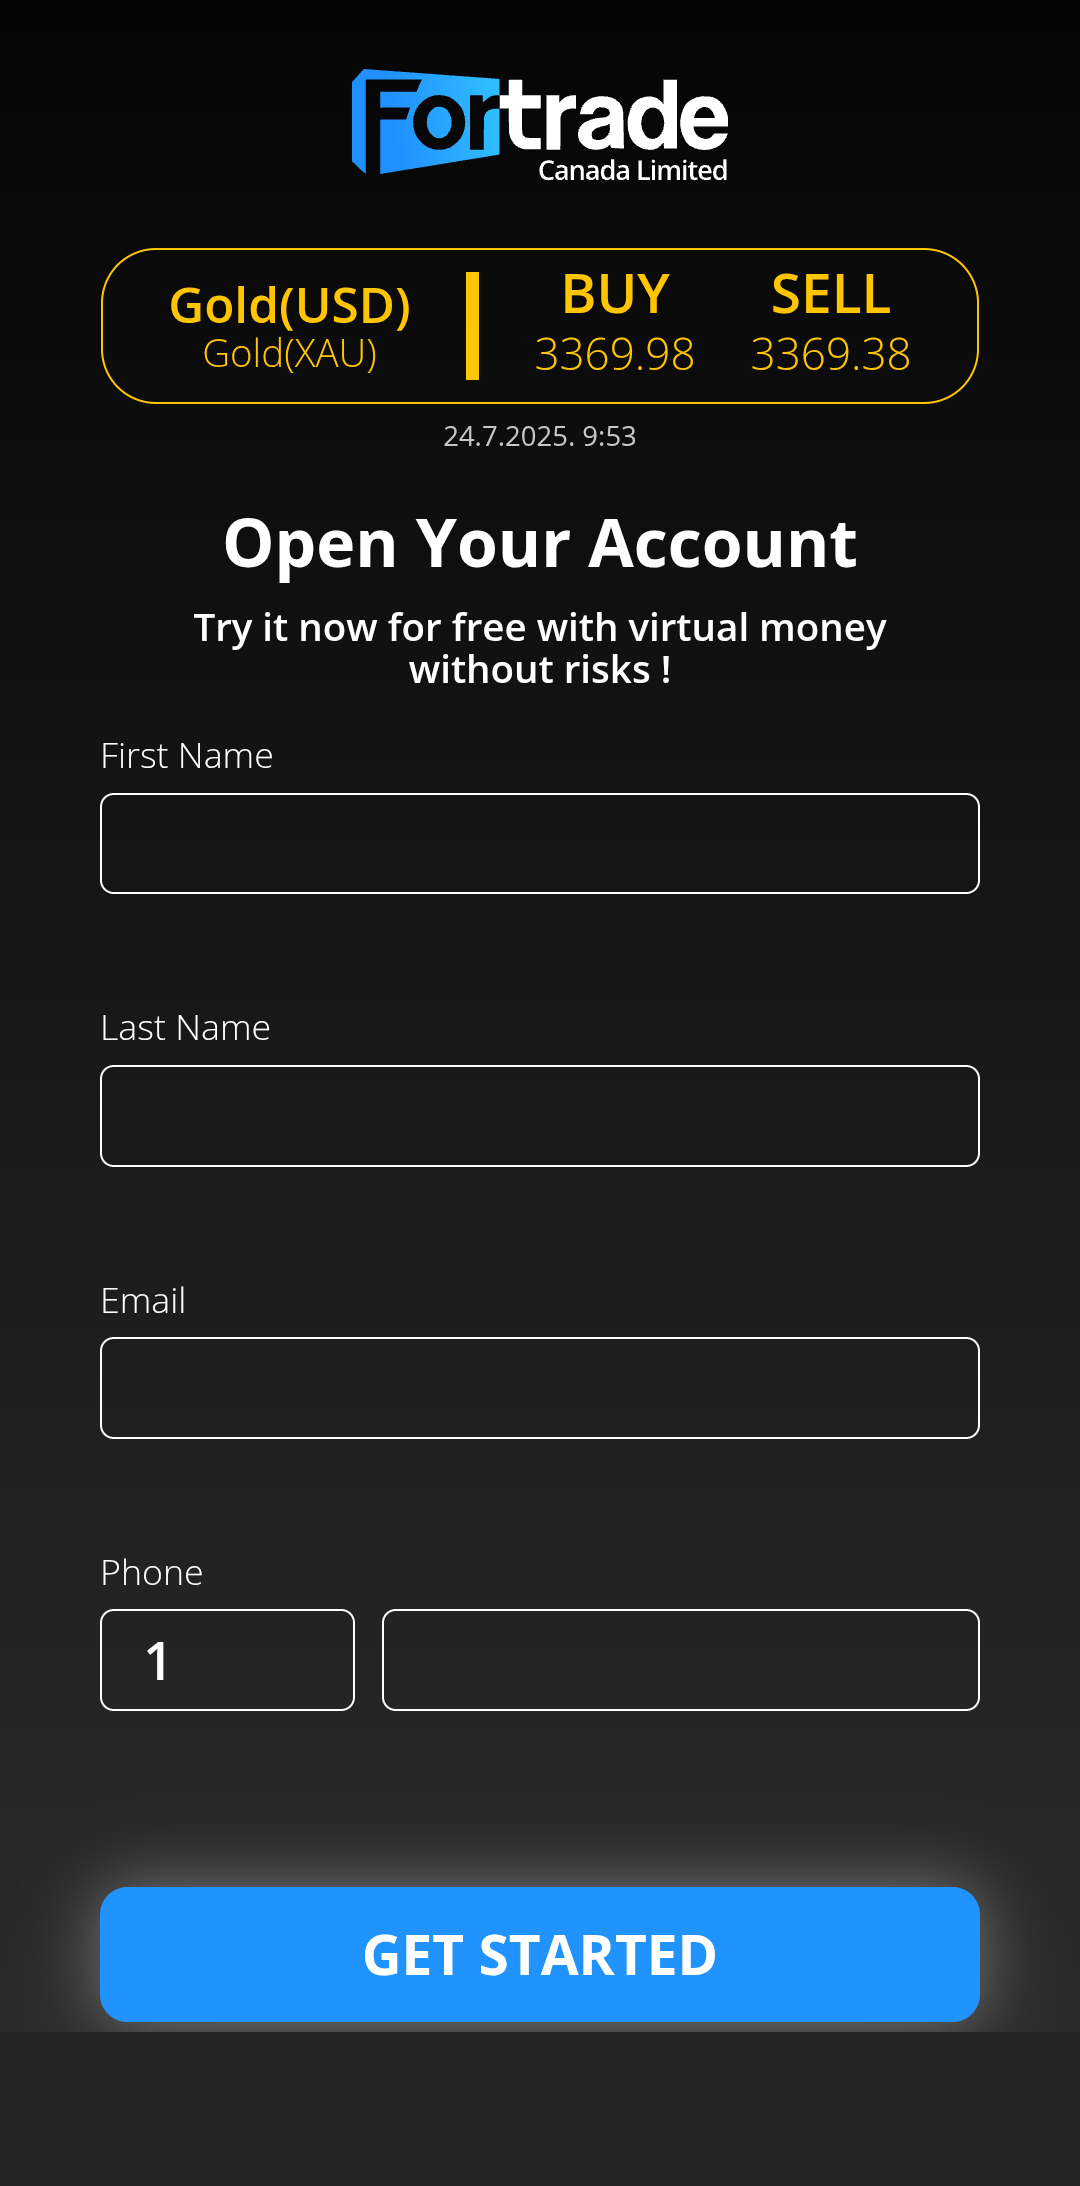 Fortrade
Canada Limited
Gold(USD)
Gold(XAU)
BUY SELL
3369.98 3369.38
24.7.2025. 9:53
Open Your Account
Try it now for free with virtual money
without risks !
First Name
Last Name
Email
Phone
1
GET STARTED